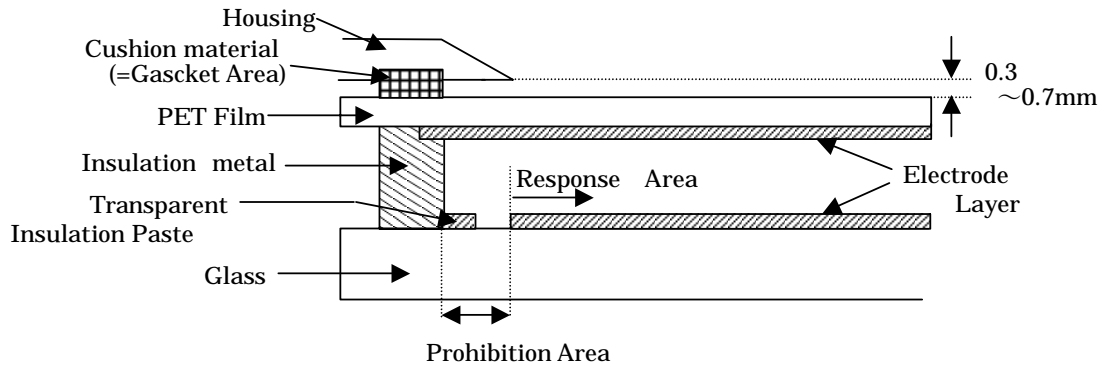 Housing
Cushion material
(=Gascket Area)
0.3
～0.7mm
PET Film
Insulation metal
Response Area
Electrode
Layer
Transparent
Insulation Paste
Glass
Prohibition Area